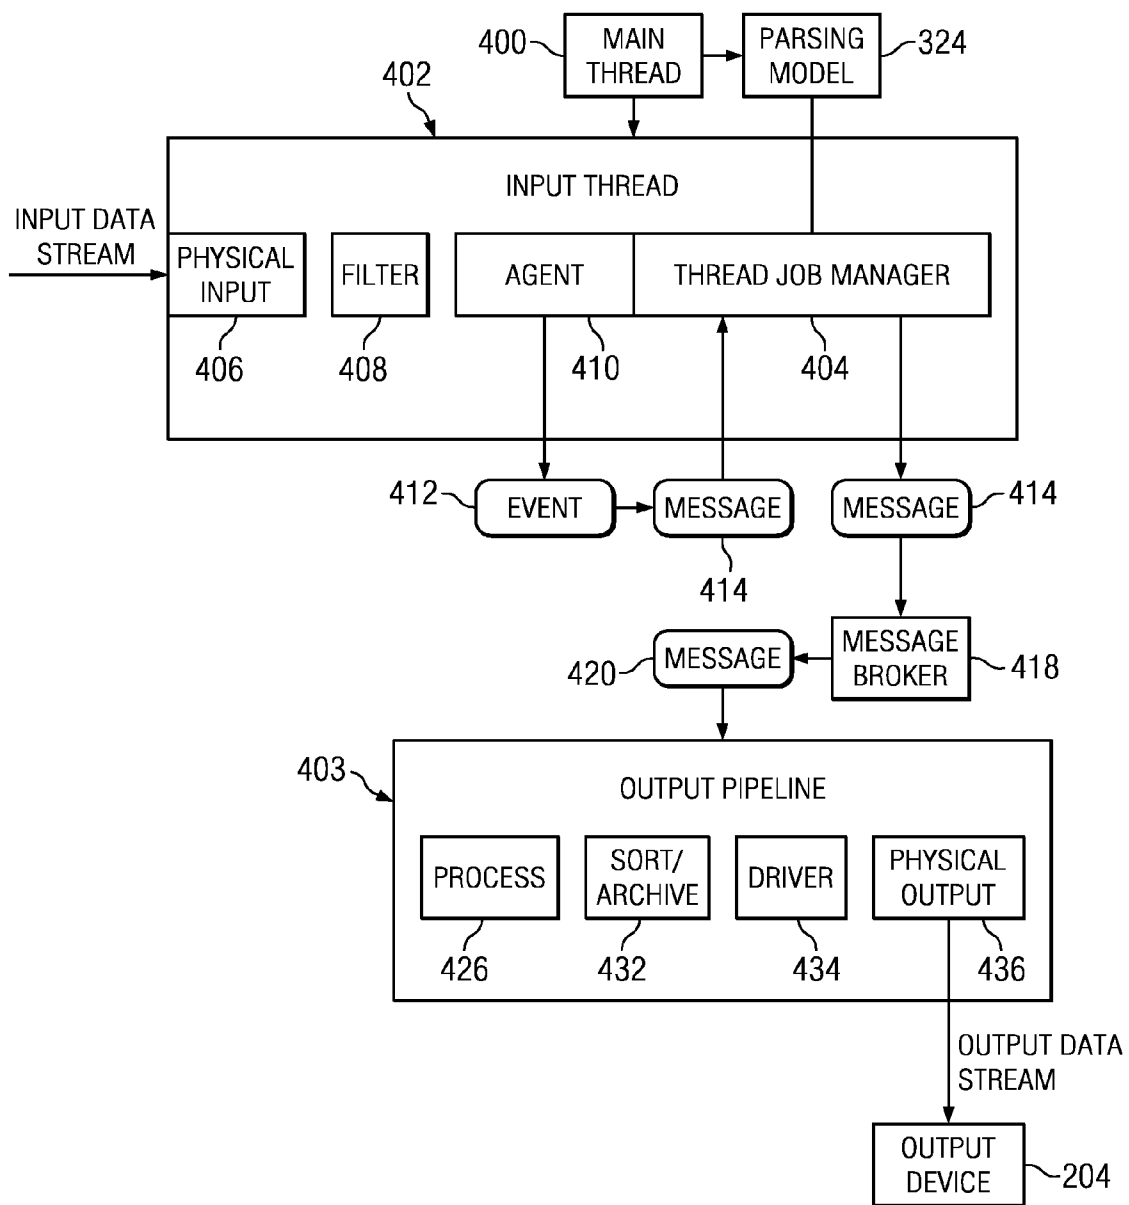 400
MAIN
THREAD
PARSING
MODEL
324
402
INPUT THREAD
INPUT DATA
STREAM
PHYSICAL
INPUT
FILTER
AGENT
THREAD JOB MANAGER
406
408
410
404
412
EVENT
MESSAGE
MESSAGE
414
414
420
MESSAGE
MESSAGE
BROKER
418
403
OUTPUT PIPELINE
PROCESS
SORT/
ARCHIVE
DRIVER
PHYSICAL
OUTPUT
426
432
434
436
OUTPUT DATA
STREAM
OUTPUT
DEVICE
204